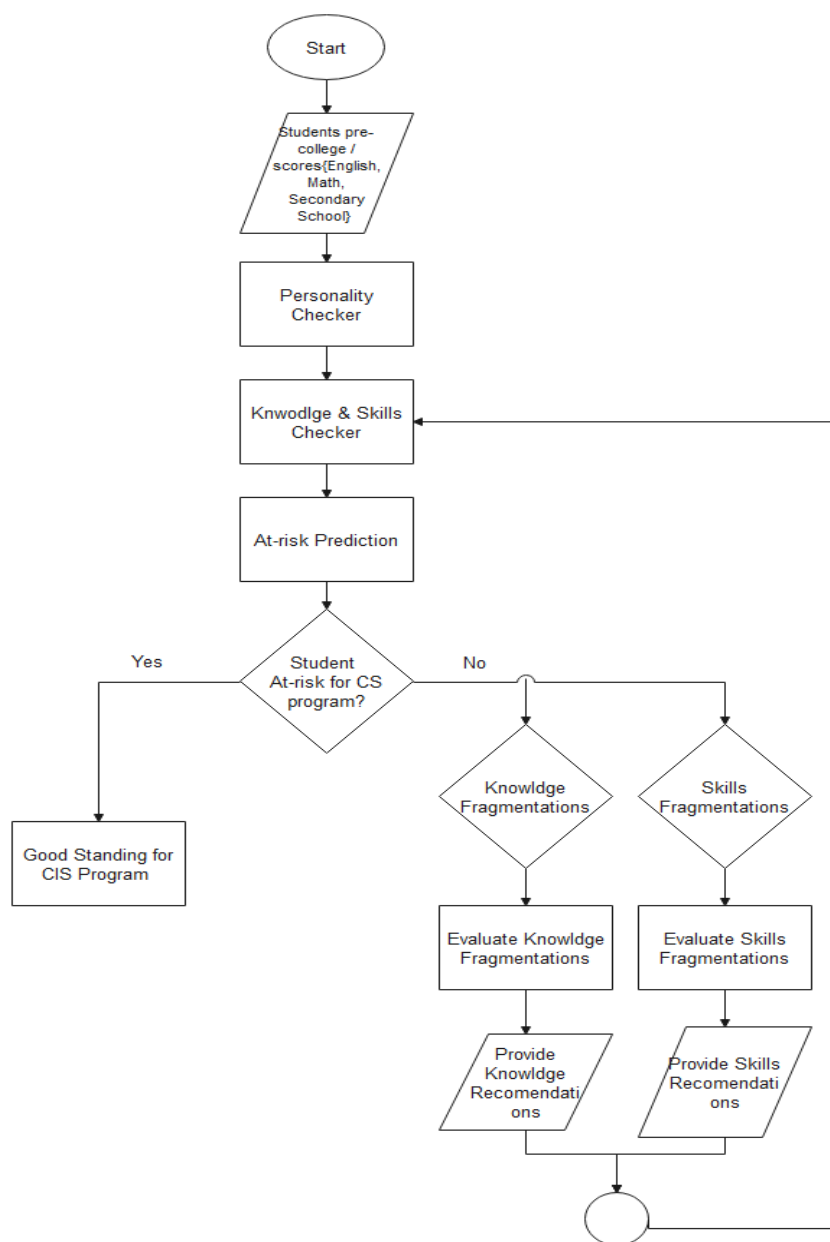 Start
Students pre-
college /
scores{English,
Math,
Secondary
School}
Personality
Checker
Knwodlge & Skills
Checker
At-risk Prediction
Yes
Student
At-risk for CS
program?
No
Knowldge
Fragmentations
Skills
Fragmentations
Good Standing for
CIS Program
Evaluate Knowldge
Fragmentations
Evaluate Skills
Fragmentations
Provide
Knowldge
Recomendati
ons
Provide Skills
Recomendati
ons